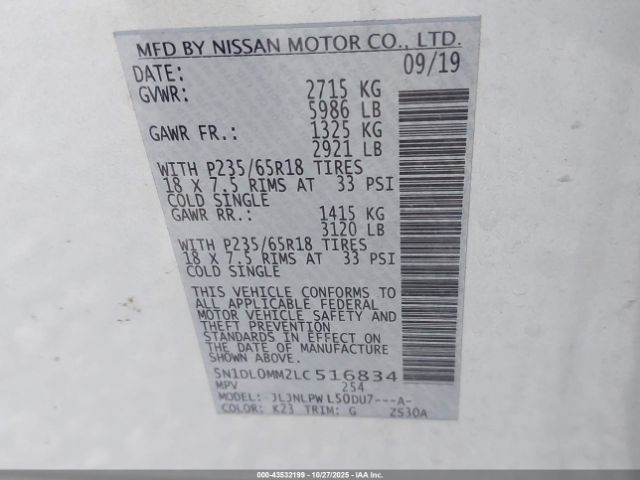 MFD BY NISSAN MOTOR CO., LTD.
DATE: 09/19
GVWR: 2715 KG
5986 LB
GAWR FR.: 1325 KG
2921 LB
WITH P235/65R18 TIRES
18 X 7.5 RIMS AT 33 PSI
COLD SINGLE
GAWR RR.: 1415 KG
3120 LB
WITH P235/65R18 TIRES
18 X 7.5 RIMS AT 33 PSI
COLD SINGLE
THIS VEHICLE CONFORMS TO
ALL APPLICABLE FEDERAL
MOTOR VEHICLE SAFETY AND
THEFT PREVENTION
STANDARDS IN EFFECT ON
THE DATE OF MANUFACTURE
SHOWN ABOVE.
5N1DL0MM2LC516834
MPV 254
MODEL: JLJNLPWL50DU7---A-
COLOR: K23 TRIM: G ZS30A
000-43532199 - 10/27/2025 - COPYRIGHT IAA, LLC